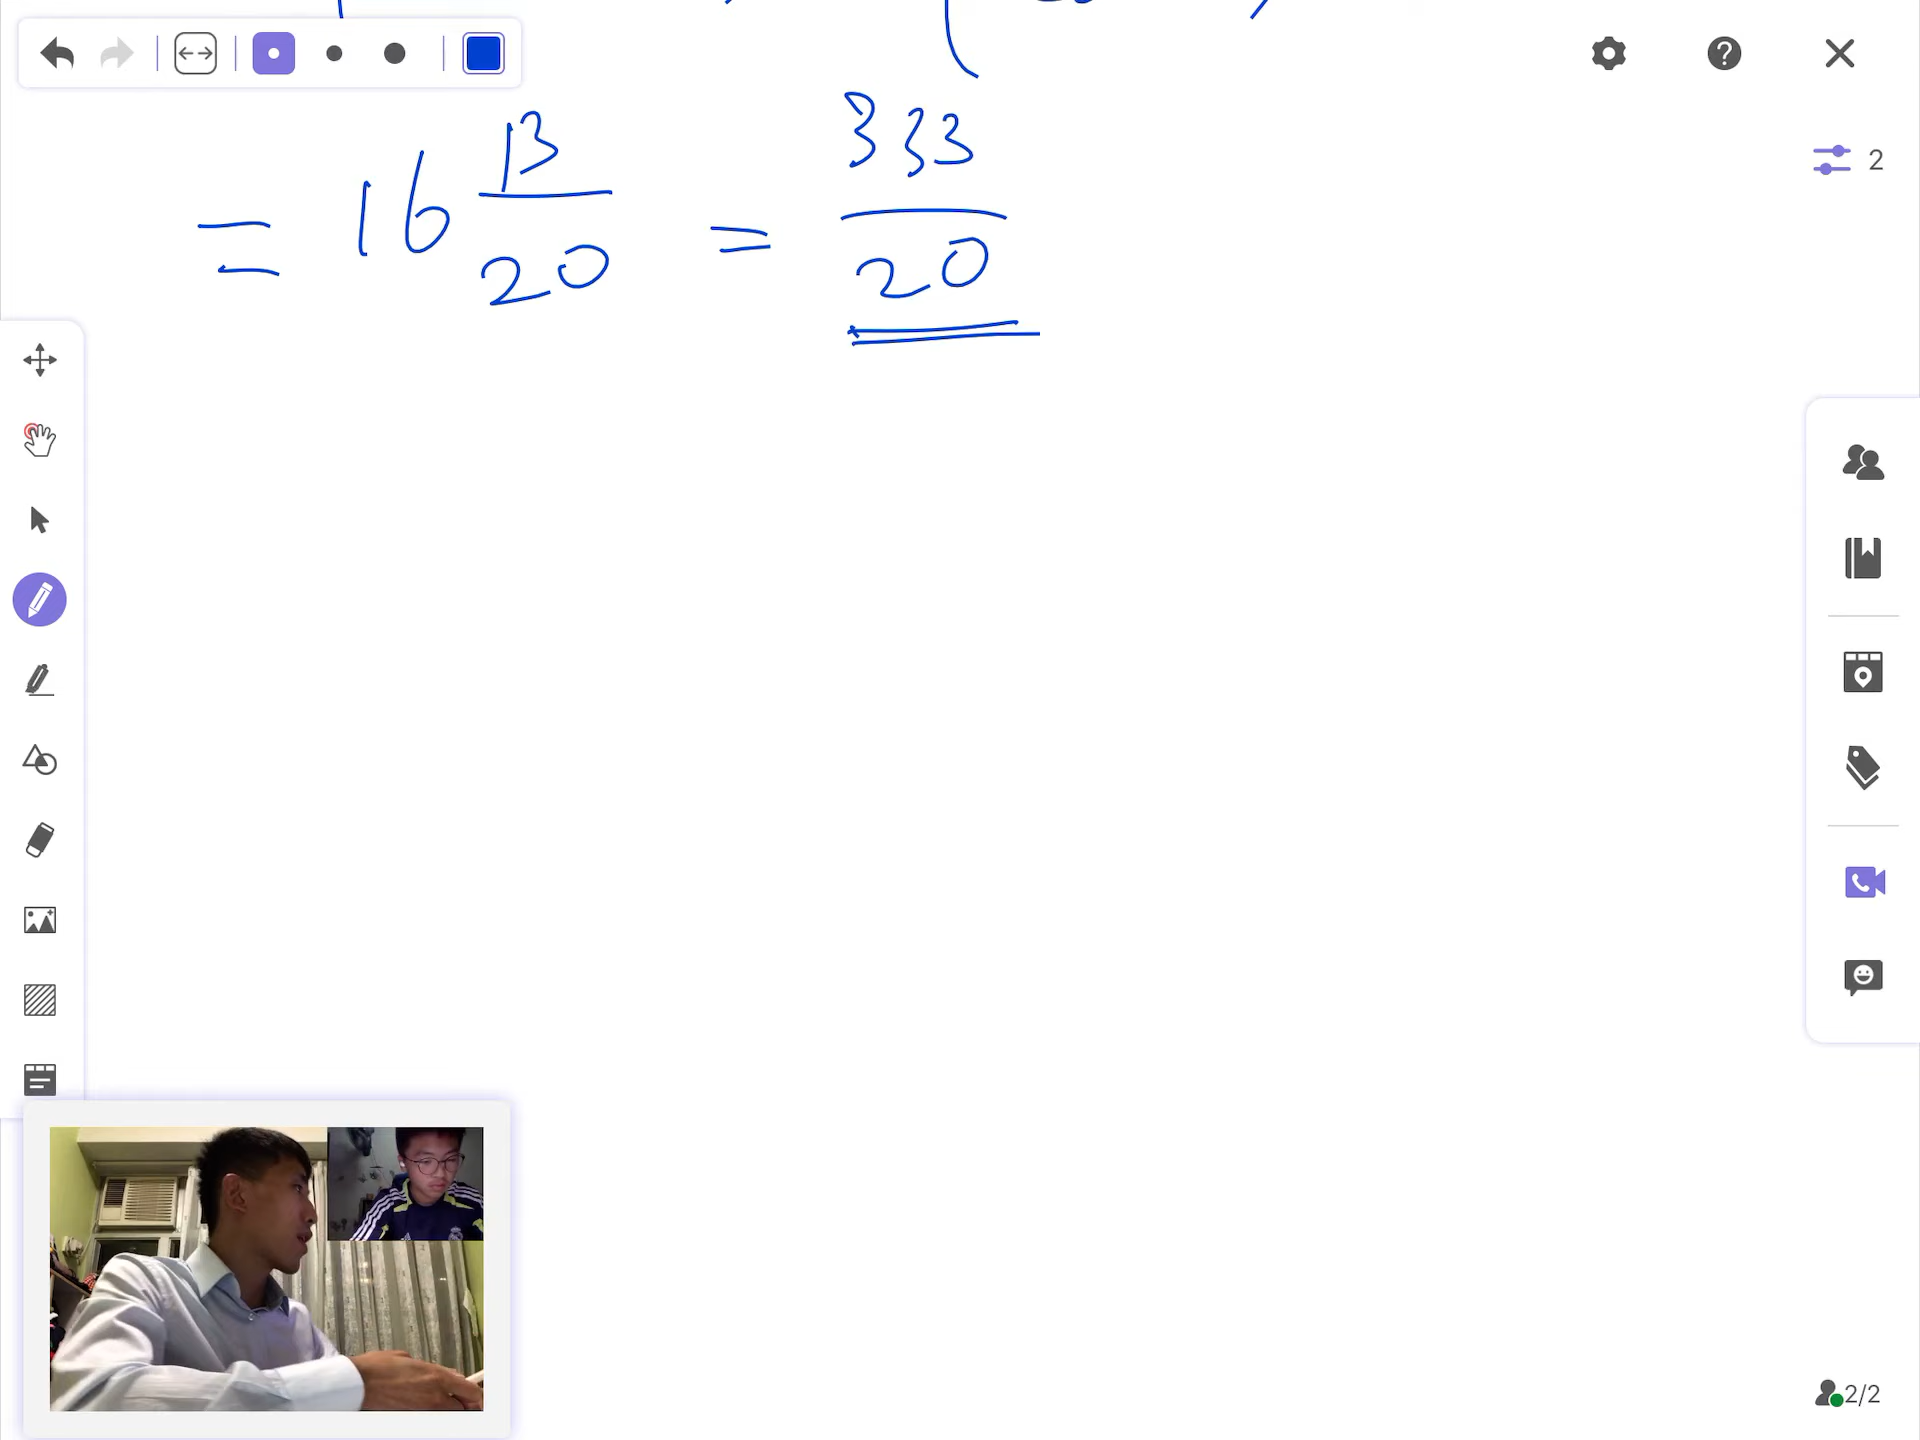 = 16 13/20 = 333/20
2
2/2